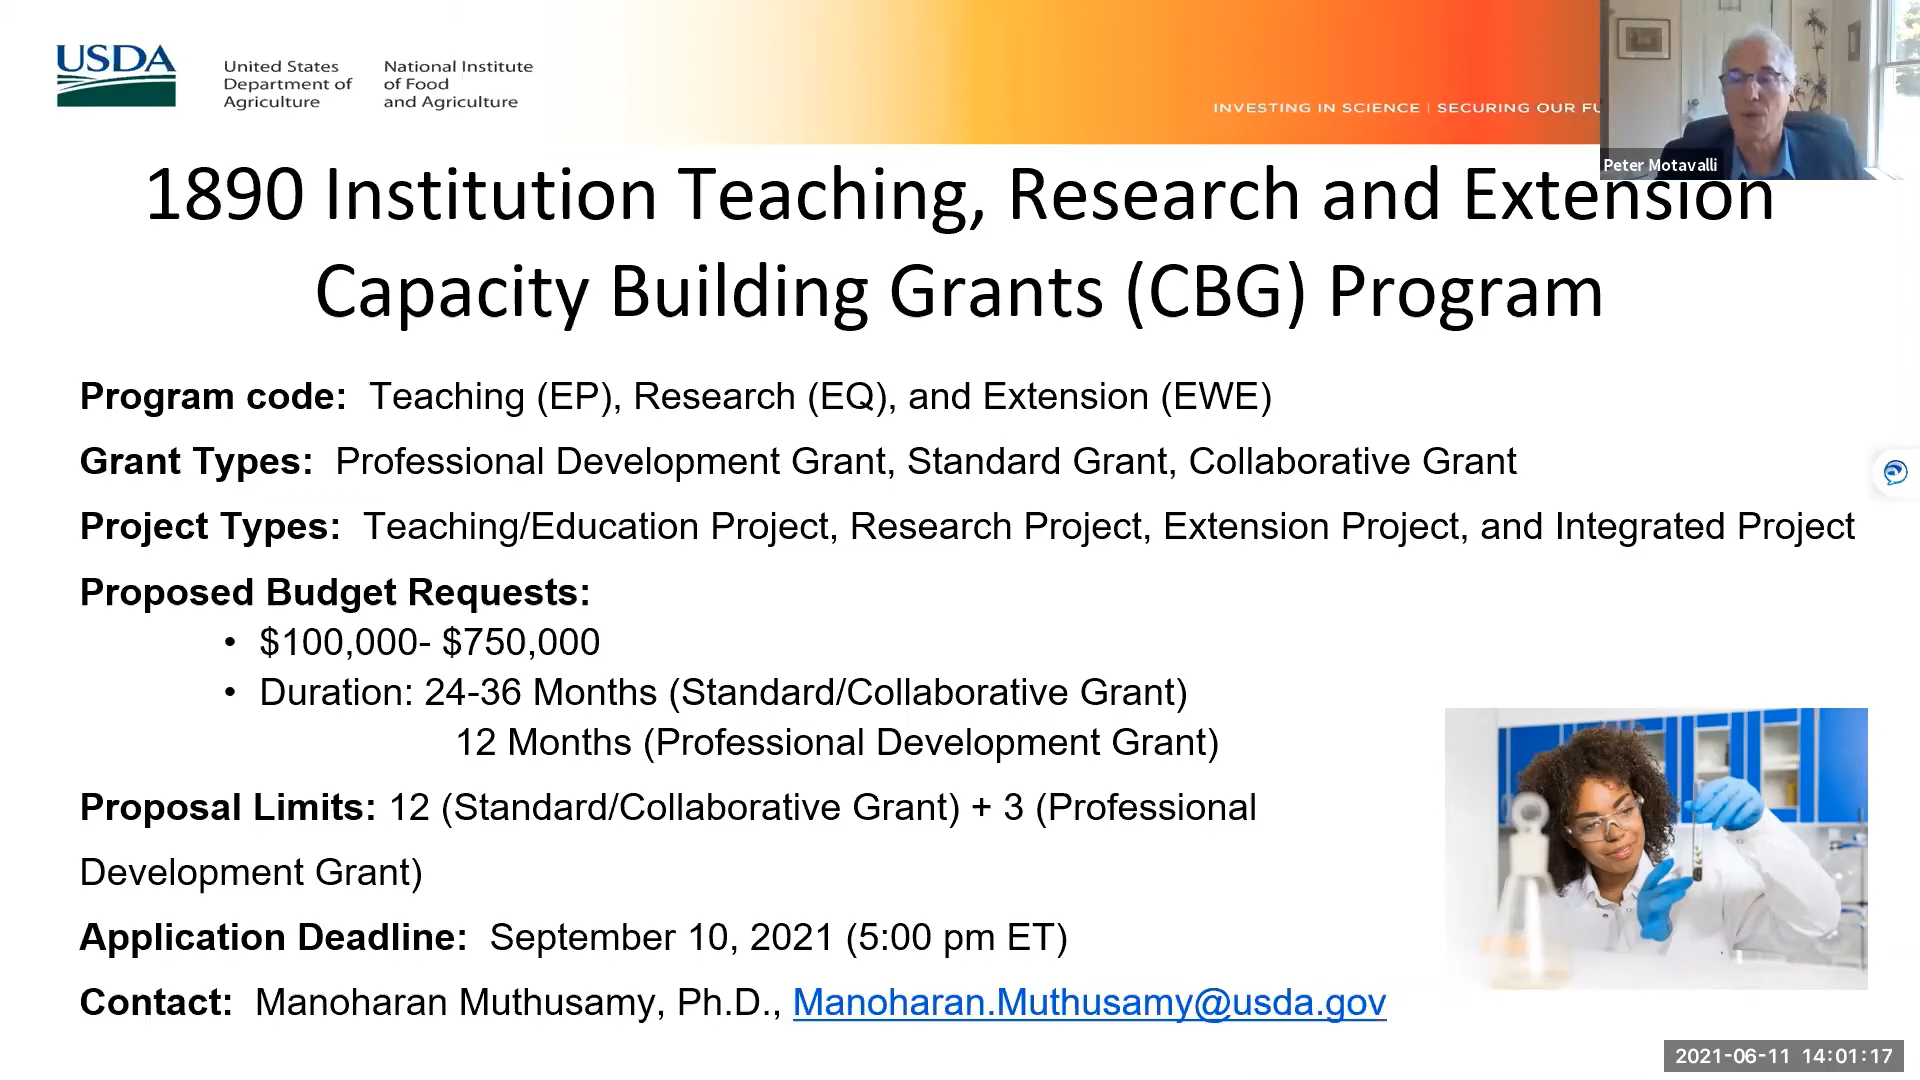 USDA
United States
Department of
Agriculture
National Institute
of Food
and Agriculture
INVESTING IN SCIENCE | SECURING OUR
Peter Motavalli
1890 Institution Teaching, Research and Extension
Capacity Building Grants (CBG) Program
Program code: Teaching (EP), Research (EQ), and Extension (EWE)
Grant Types: Professional Development Grant, Standard Grant, Collaborative Grant
Project Types: Teaching/Education Project, Research Project, Extension Project, and Integrated Project
Proposed Budget Requests:
• $100,000- $750,000
• Duration: 24-36 Months (Standard/Collaborative Grant)
12 Months (Professional Development Grant)
Proposal Limits: 12 (Standard/Collaborative Grant) + 3 (Professional
Development Grant)
Application Deadline: September 10, 2021 (5:00 pm ET)
Contact: Manoharan Muthusamy, Ph.D., Manoharan.Muthusamy@usda.gov
2021-06-11 14:01:17